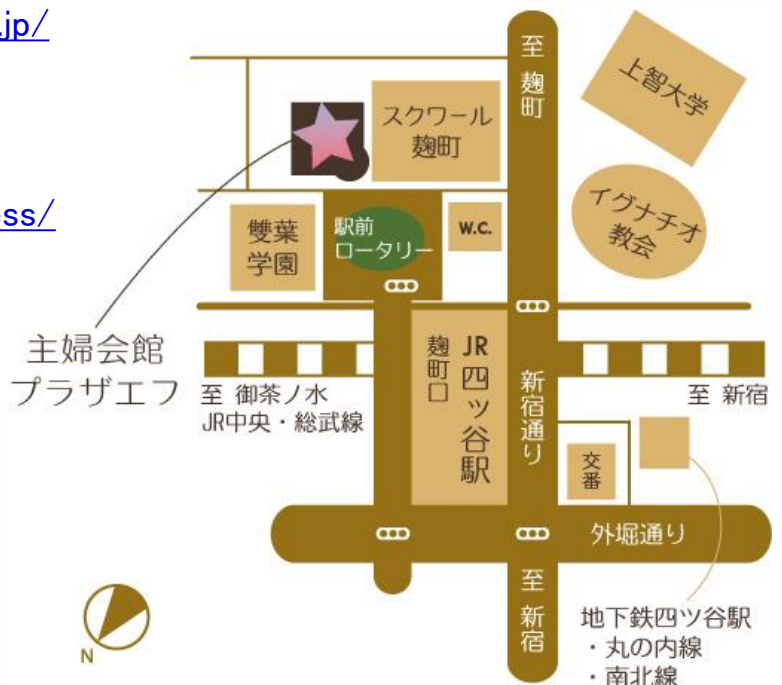 .jp/
ess/
至 麹町
上智大学
スクワール
麹町
イグナチオ
教会
雙葉
学園
駅前
ロータリー
W.C.
主婦会館
プラザエフ
至 御茶ノ水
JR中央・総武線
麹町口
JR四ツ谷駅
新宿通り
至 新宿
交番
外堀通り
至 新宿
地下鉄四ツ谷駅
・丸の内線
・南北線
N